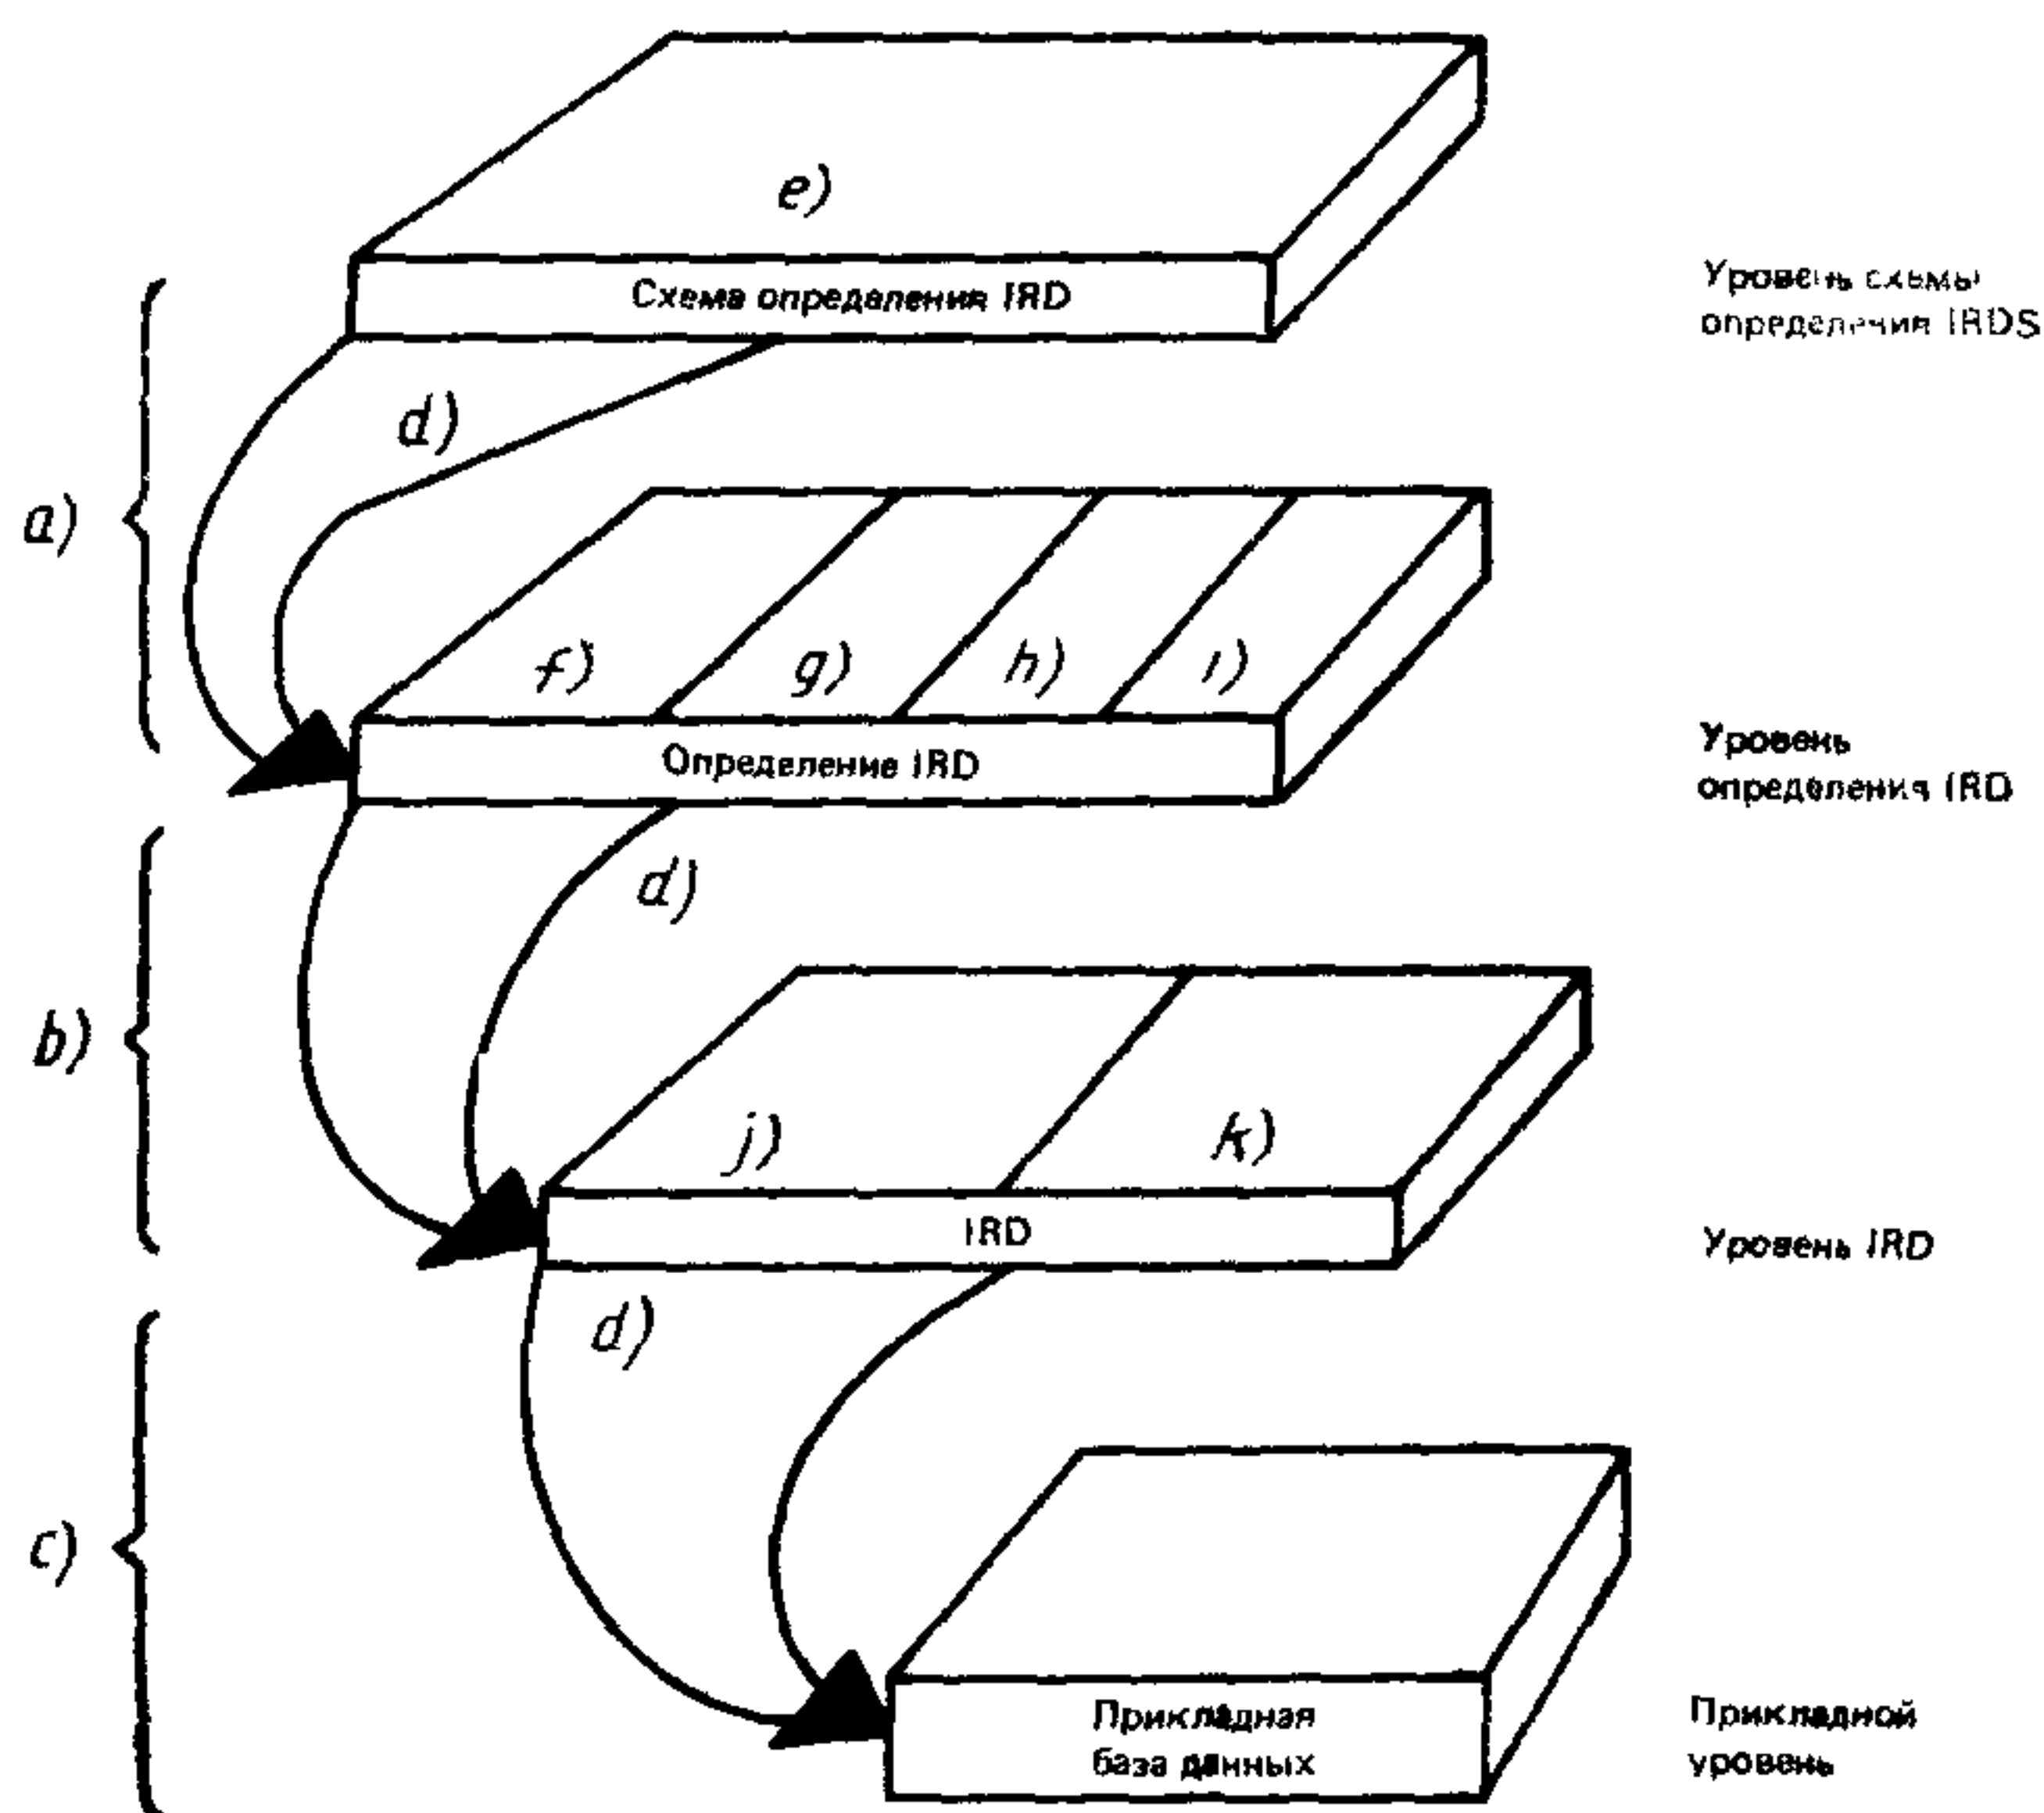 e)
Схема определения IRD
Уровень схемы
определения IRDS
d)
a)
f) g) h) i)
Определение IRD
Уровень
определения IRD
d)
b)
j) k)
IRD
Уровень IRD
d)
c)
Прикладная
база данных
Прикладной
уровень